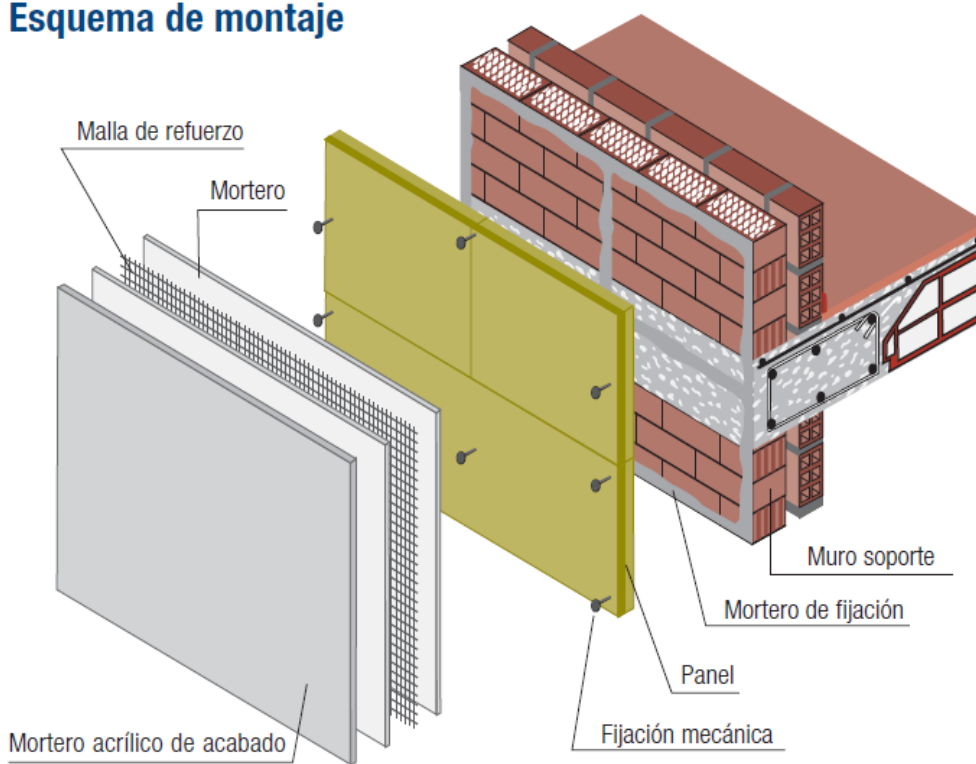 Esquema de montaje
Malla de refuerzo
Mortero
Muro soporte
Mortero de fijación
Panel
Fijación mecánica
Mortero acrílico de acabado